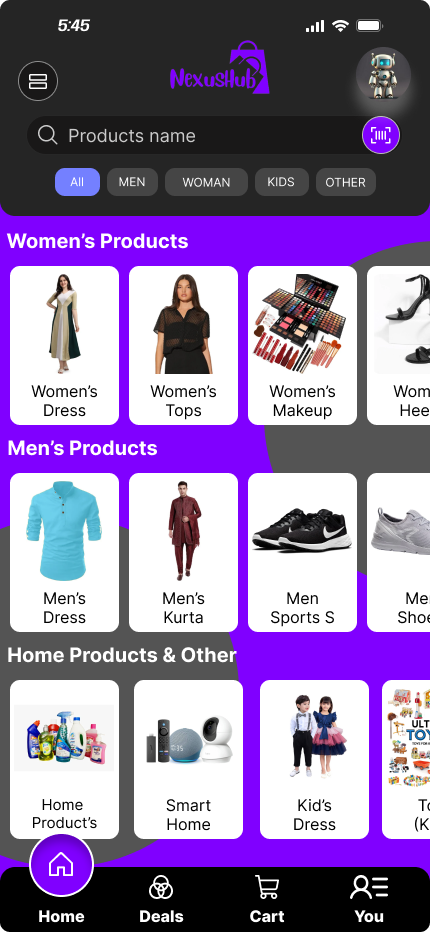 5:45
NexusHub
Products name
All MEN WOMAN KIDS OTHER
Women’s Products
Women’s
Dress
Women’s
Tops
Women’s
Makeup
Wom
Hee
Men’s Products
Men’s
Dress
Men’s
Kurta
Men
Sports S
Me
Shoe
Home Products & Other
Home
Product’s
Smart
Home
Kid’s
Dress
ULT
TOY
To
(K
Home Deals Cart You